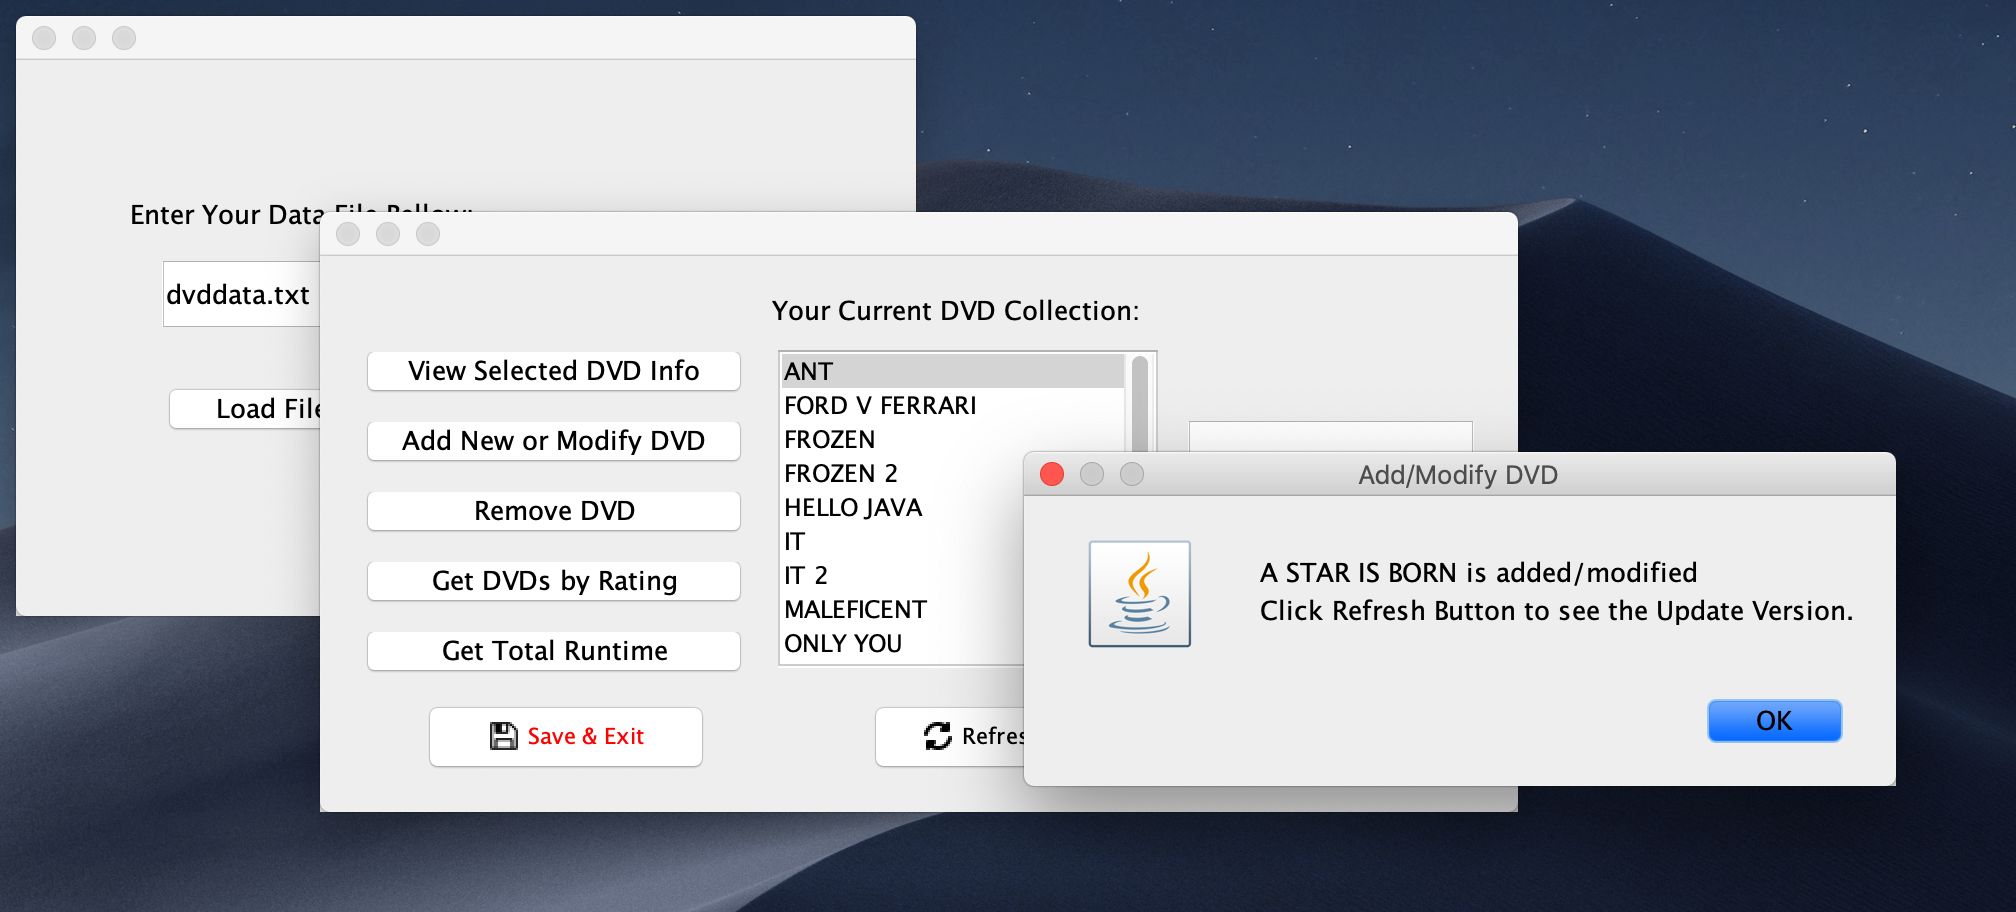 Enter Your Data
dvddata.txt
Load File
Your Current DVD Collection:
View Selected DVD Info
Add New or Modify DVD
Remove DVD
Get DVDs by Rating
Get Total Runtime
Save & Exit
ANT
FORD V FERRARI
FROZEN
FROZEN 2
HELLO JAVA
IT
IT 2
MALEFICENT
ONLY YOU
Add/Modify DVD
A STAR IS BORN is added/modified
Click Refresh Button to see the Update Version.
OK